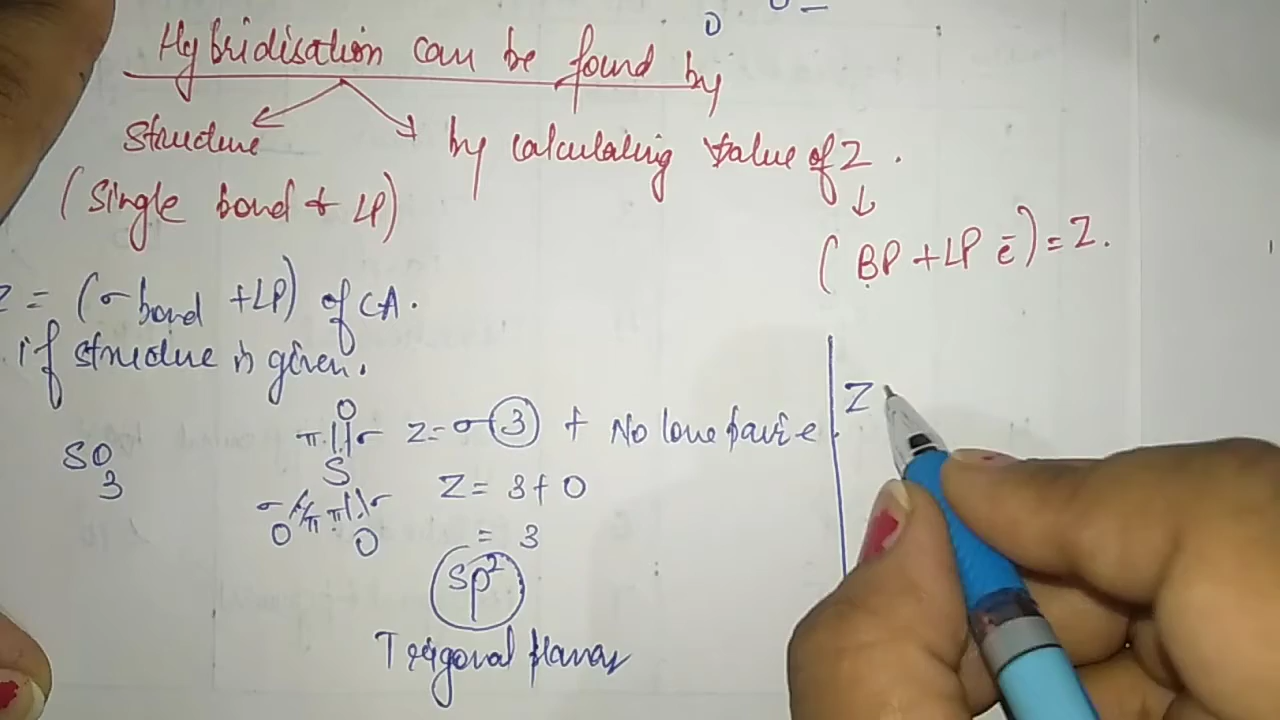 Hybridisation can be found by
structure
by calculating value of Z.
(Single bond + LP)
(BP + LP ē) = Z.
Z = (σ bond + LP) of CA.
if structure is given.
SO3
O
π || σ
S
σ // π π || σ
O O
Z = σ 3 + No lone pair e
Z = 3 + 0
= 3
sp²
Trigonal planar
Z